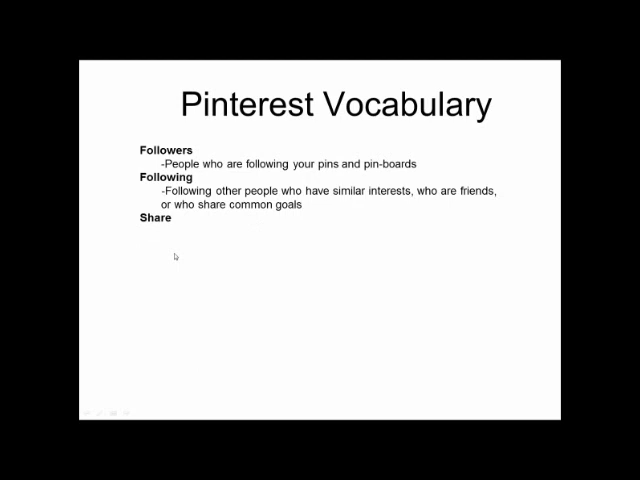 Pinterest Vocabulary
Followers
-People who are following your pins and pin-boards
Following
-Following other people who have similar interests, who are friends,
or who share common goals
Share